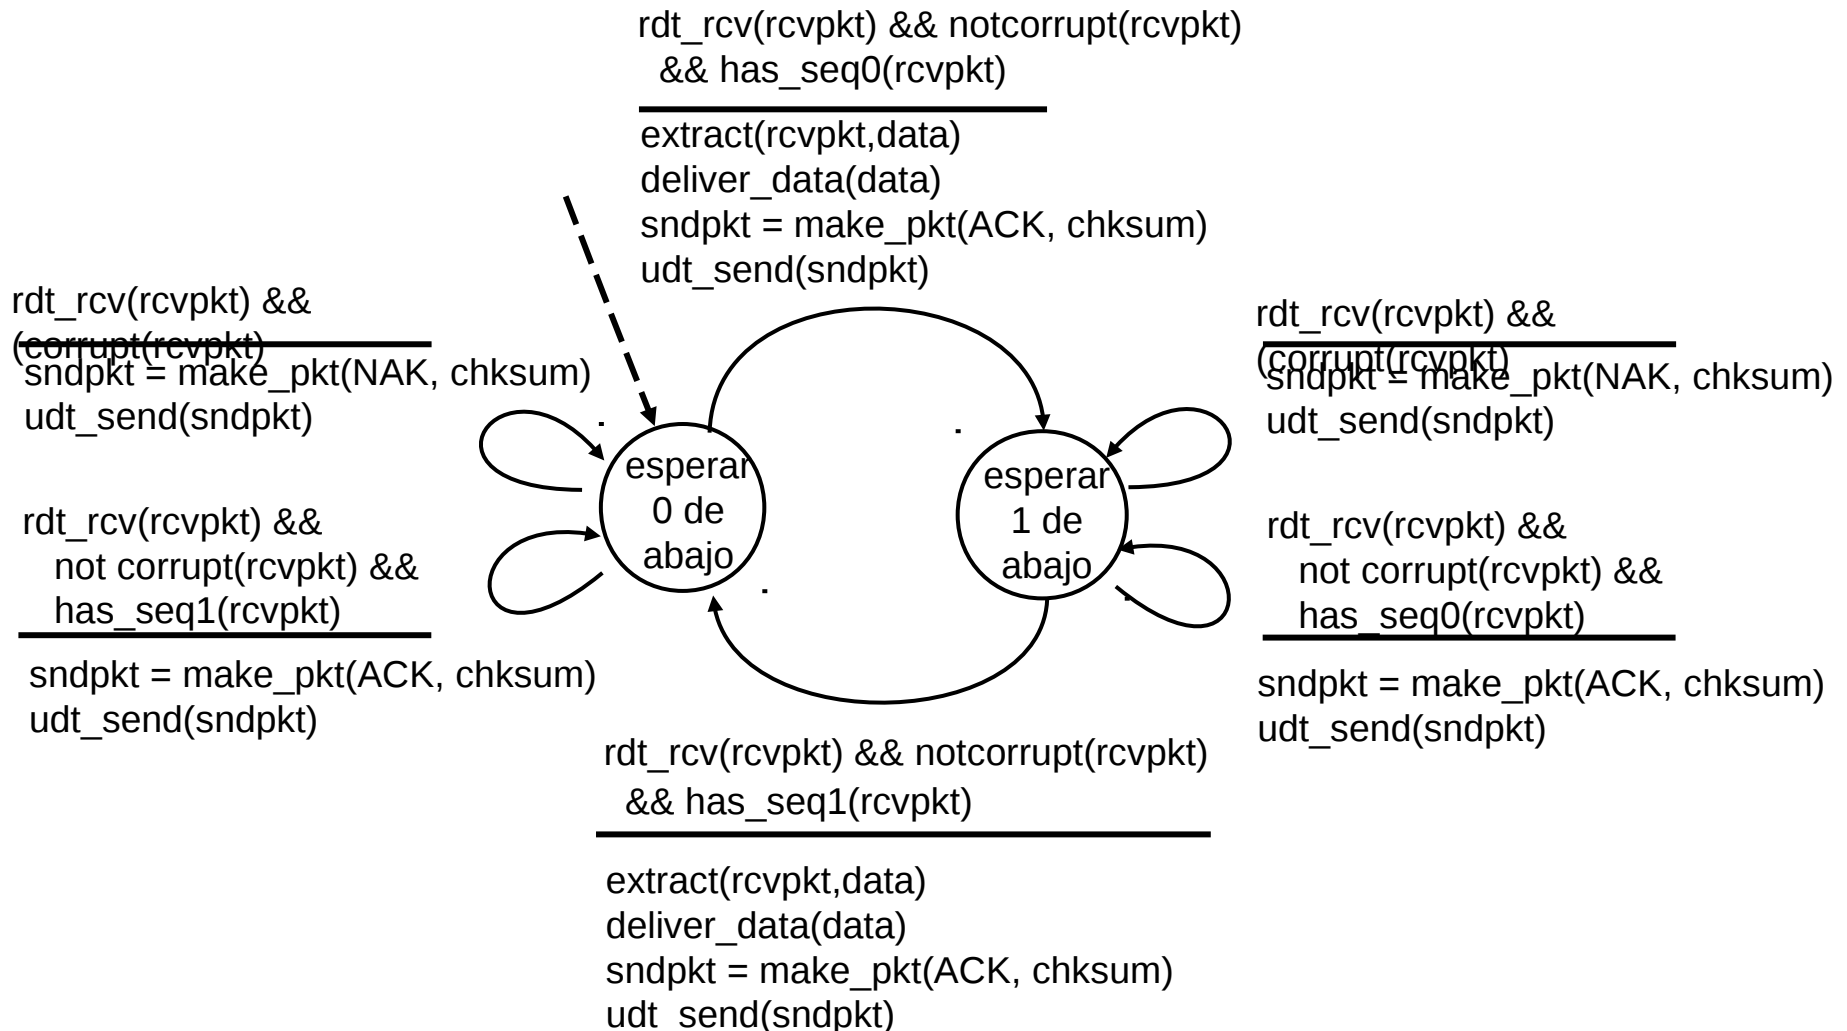 rdt_rcv(rcvpkt) && notcorrupt(rcvpkt)
&& has_seq0(rcvpkt)
extract(rcvpkt,data)
deliver_data(data)
sndpkt = make_pkt(ACK, chksum)
udt_send(sndpkt)
rdt_rcv(rcvpkt) &&
(corrupt(rcvpkt)
sndpkt = make_pkt(NAK, chksum)
udt_send(sndpkt)
rdt_rcv(rcvpkt) &&
not corrupt(rcvpkt) &&
has_seq1(rcvpkt)
sndpkt = make_pkt(ACK, chksum)
udt_send(sndpkt)
esperar
0 de
abajo
esperar
1 de
abajo
rdt_rcv(rcvpkt) &&
(corrupt(rcvpkt)
sndpkt = make_pkt(NAK, chksum)
udt_send(sndpkt)
rdt_rcv(rcvpkt) &&
not corrupt(rcvpkt) &&
has_seq0(rcvpkt)
sndpkt = make_pkt(ACK, chksum)
udt_send(sndpkt)
rdt_rcv(rcvpkt) && notcorrupt(rcvpkt)
&& has_seq1(rcvpkt)
extract(rcvpkt,data)
deliver_data(data)
sndpkt = make_pkt(ACK, chksum)
udt_send(sndpkt)